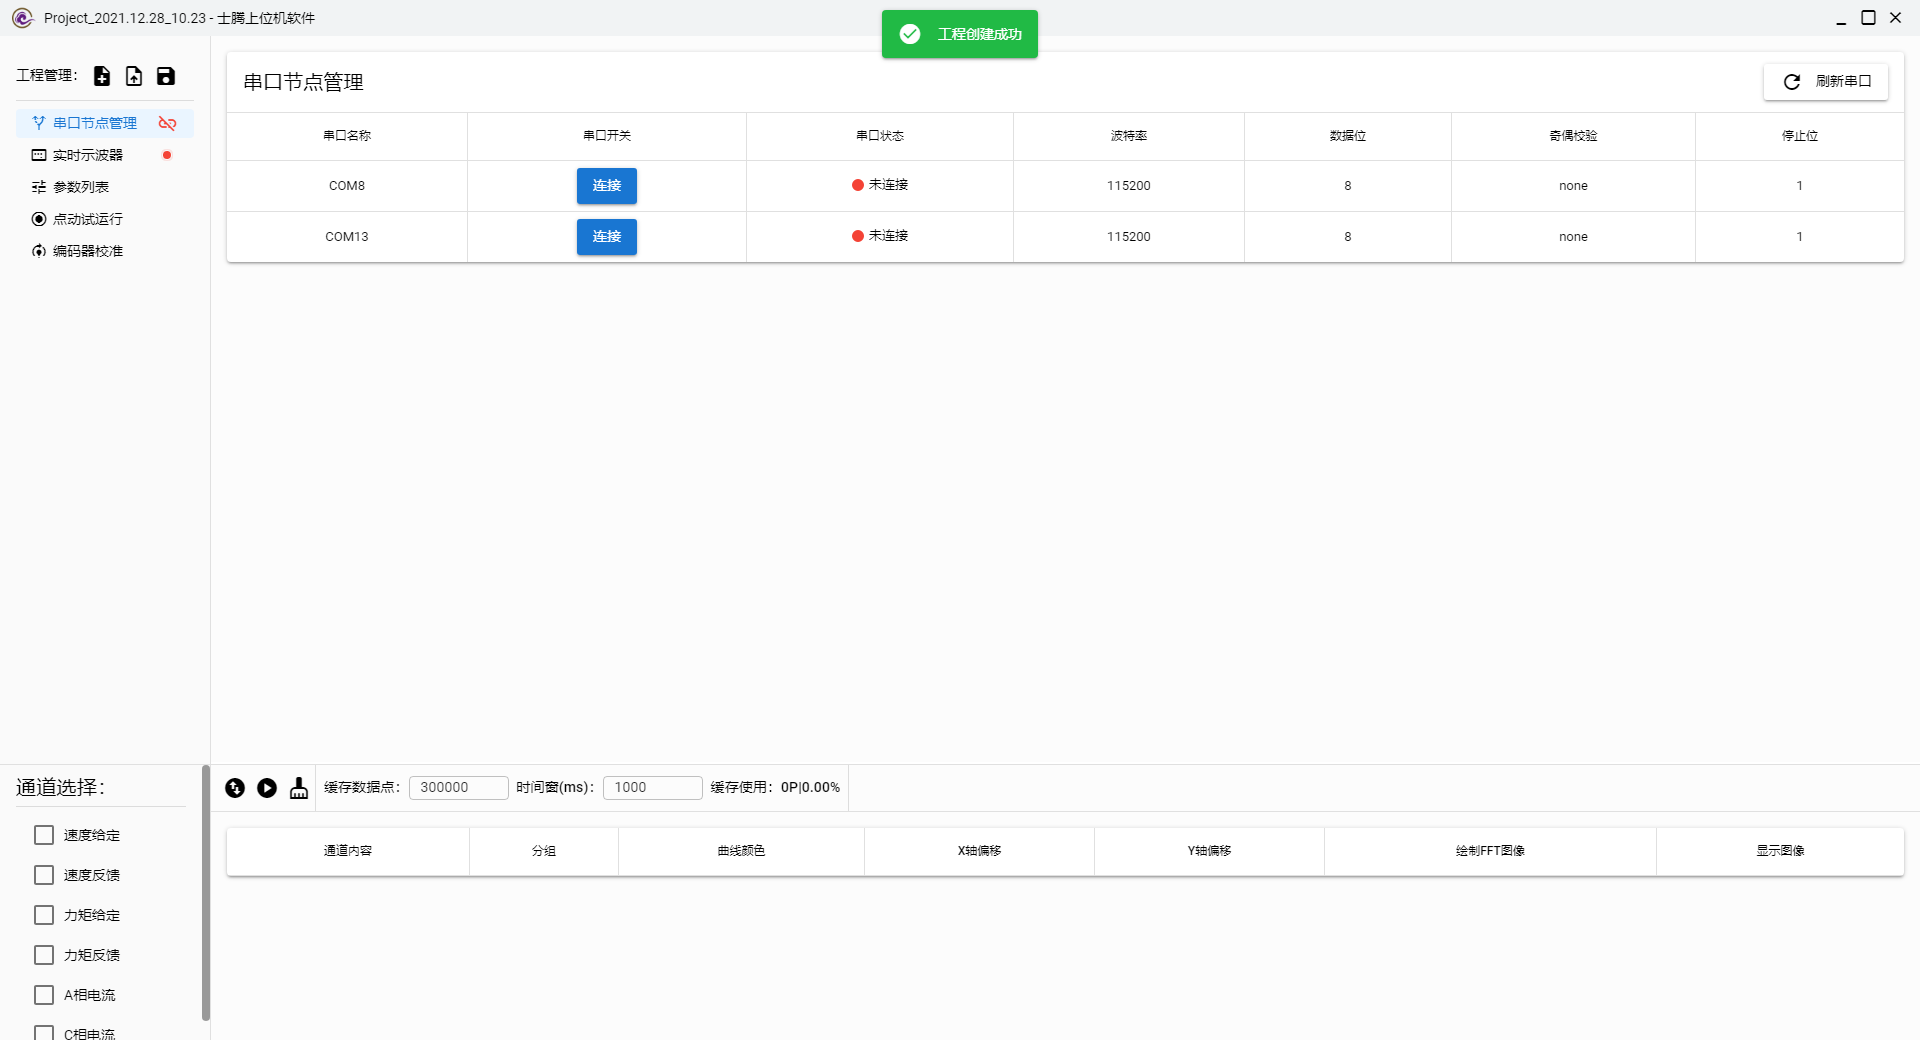 Project_2021.12.28_10.23 - 士腾上位机软件
工程创建成功
工程管理：
串口节点管理
实时示波器
参数列表
点动试运行
编码器校准
串口节点管理
刷新串口
串口名称 串口开关 串口状态 波特率 数据位 奇偶校验 停止位
COM8 连接 未连接 115200 8 none 1
COM13 连接 未连接 115200 8 none 1
通道选择：
速度给定
速度反馈
力矩给定
力矩反馈
A相电流
C相电流
缓存数据点： 300000 时间窗(ms)： 1000 缓存使用：0P|0.00%
通道内容 分组 曲线颜色 X轴偏移 Y轴偏移 绘制FFT图像 显示图像